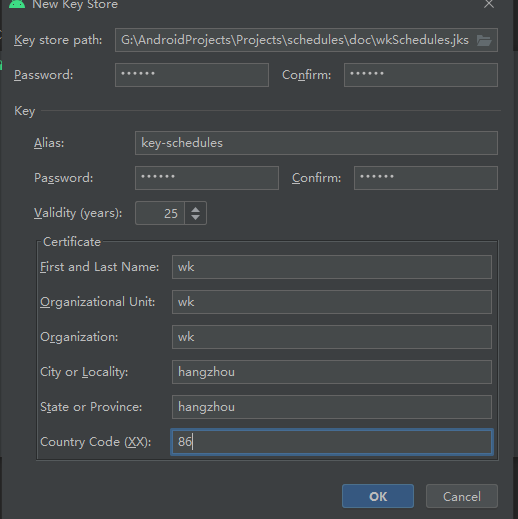 New Key Store
Key store path: G:\AndroidProjects\Projects\schedules\doc\wkSchedules.jks
Password: •••••• Confirm: ••••••
Key
Alias: key-schedules
Password: •••••• Confirm: ••••••
Validity (years): 25
Certificate
First and Last Name: wk
Organizational Unit: wk
Organization: wk
City or Locality: hangzhou
State or Province: hangzhou
Country Code (XX): 86
OK Cancel